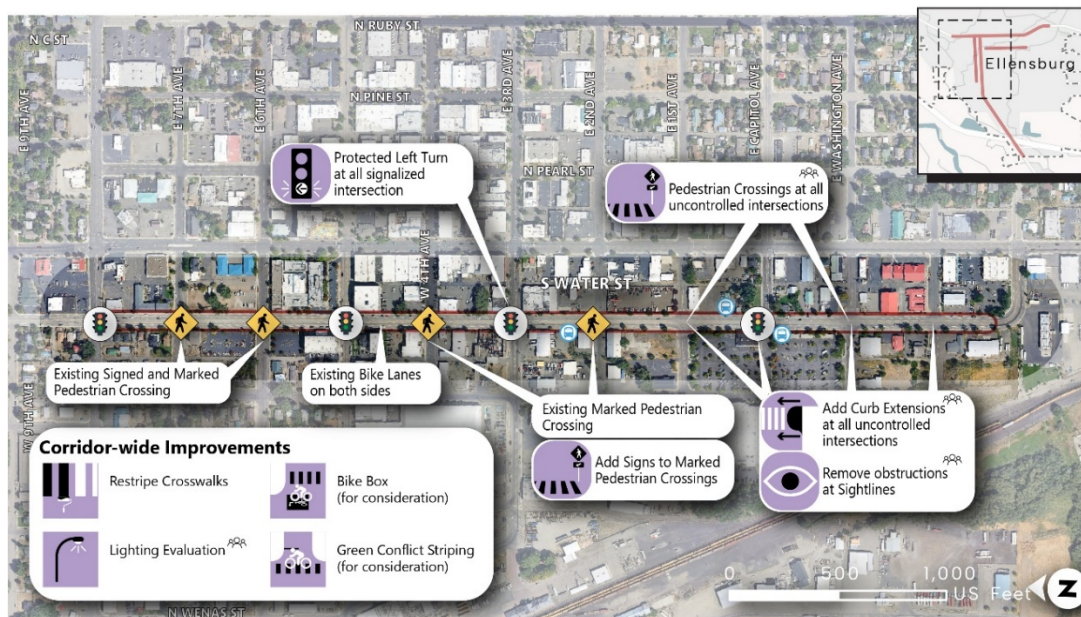 N RUBY ST
N C ST
E 9TH AVE
E 7TH AVE
E 6TH AVE
N PINE ST
E 3RD AVE
E 2ND AVE
E 1ST AVE
E CAPITOL AVE
E WASHINGTON AVE
Ellensburg
Protected Left Turn
at all signalized
intersection
N PEARL ST
Pedestrian Crossings at all
uncontrolled intersections
W 4TH AVE
S WATER ST
Existing Signed and Marked
Pedestrian Crossing
Existing Bike Lanes
on both sides
W 9TH AVE
Existing Marked Pedestrian
Crossing
Add Signs to Marked
Pedestrian Crossings
Add Curb Extensions
at all uncontrolled
intersections
Remove obstructions
at Sightlines
Corridor-wide Improvements
Restripe Crosswalks
Bike Box
(for consideration)
Lighting Evaluation
Green Conflict Striping
(for consideration)
N WENAS ST
0 500 1,000
US Feet
Z